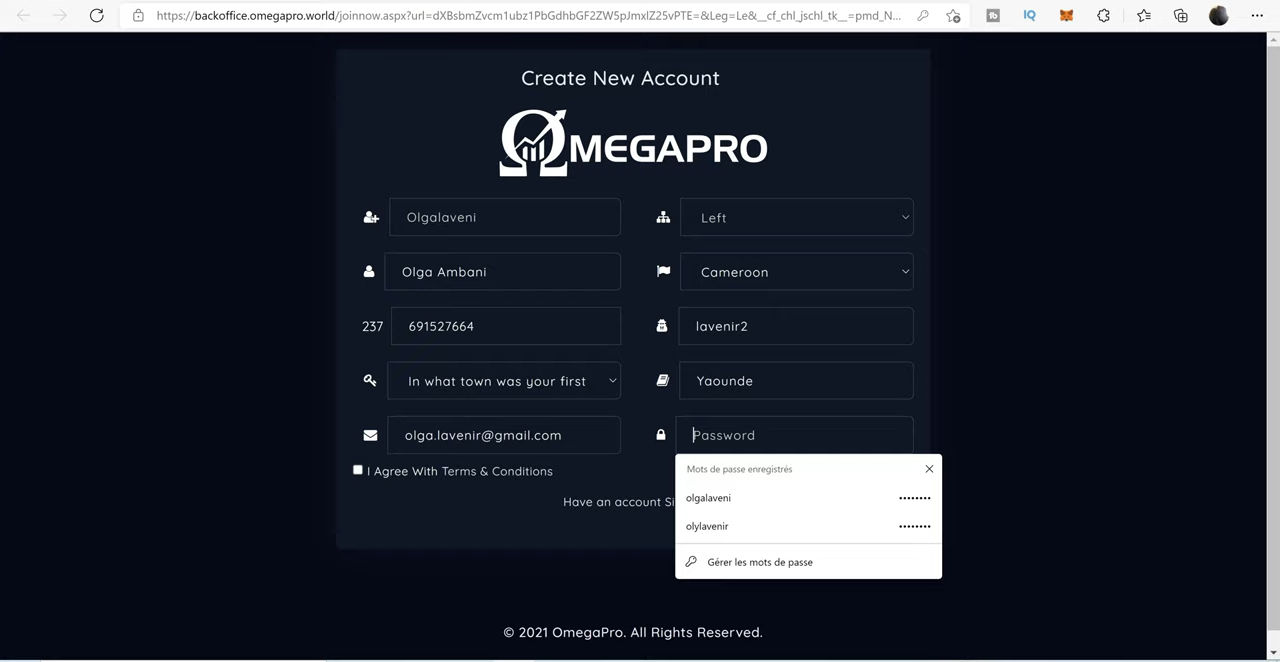 https://backoffice.omegapro.world/joinnow.aspx?url=dXBsbmZvcm1ubz1PbGdhbGF2ZW5pJmxlZ25vPTE=&Leg=Le&__cf_chl_jschl_tk__=pmd_N...
Create New Account
OMEGAPRO
Olgalaveni
Left
Olga Ambani
Cameroon
237
691527664
lavenir2
In what town was your first
Yaounde
olga.lavenir@gmail.com
Password
I Agree With Terms & Conditions
Mots de passe enregistrés
olgalaveni ••••••••
Have an account Si
olylavenir ••••••••
Gérer les mots de passe
© 2021 OmegaPro. All Rights Reserved.